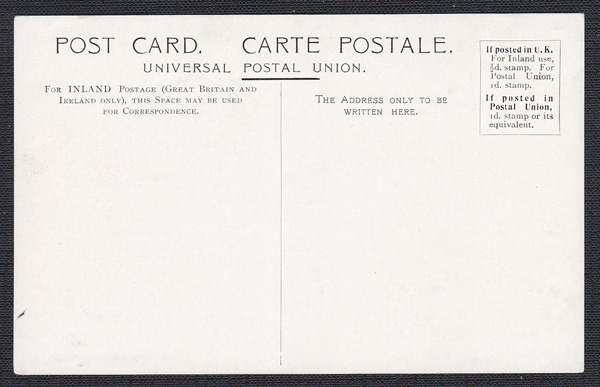 POST CARD. CARTE POSTALE.
UNIVERSAL POSTAL UNION.
FOR INLAND POSTAGE (GREAT BRITAIN AND
IRELAND ONLY), THIS SPACE MAY BE USED
FOR CORRESPONDENCE.
THE ADDRESS ONLY TO BE
WRITTEN HERE.
If posted in U.K.
For Inland use,
½d. stamp. For
Postal Union,
1d. stamp.
If posted in
Postal Union,
1d. stamp or its
equivalent.